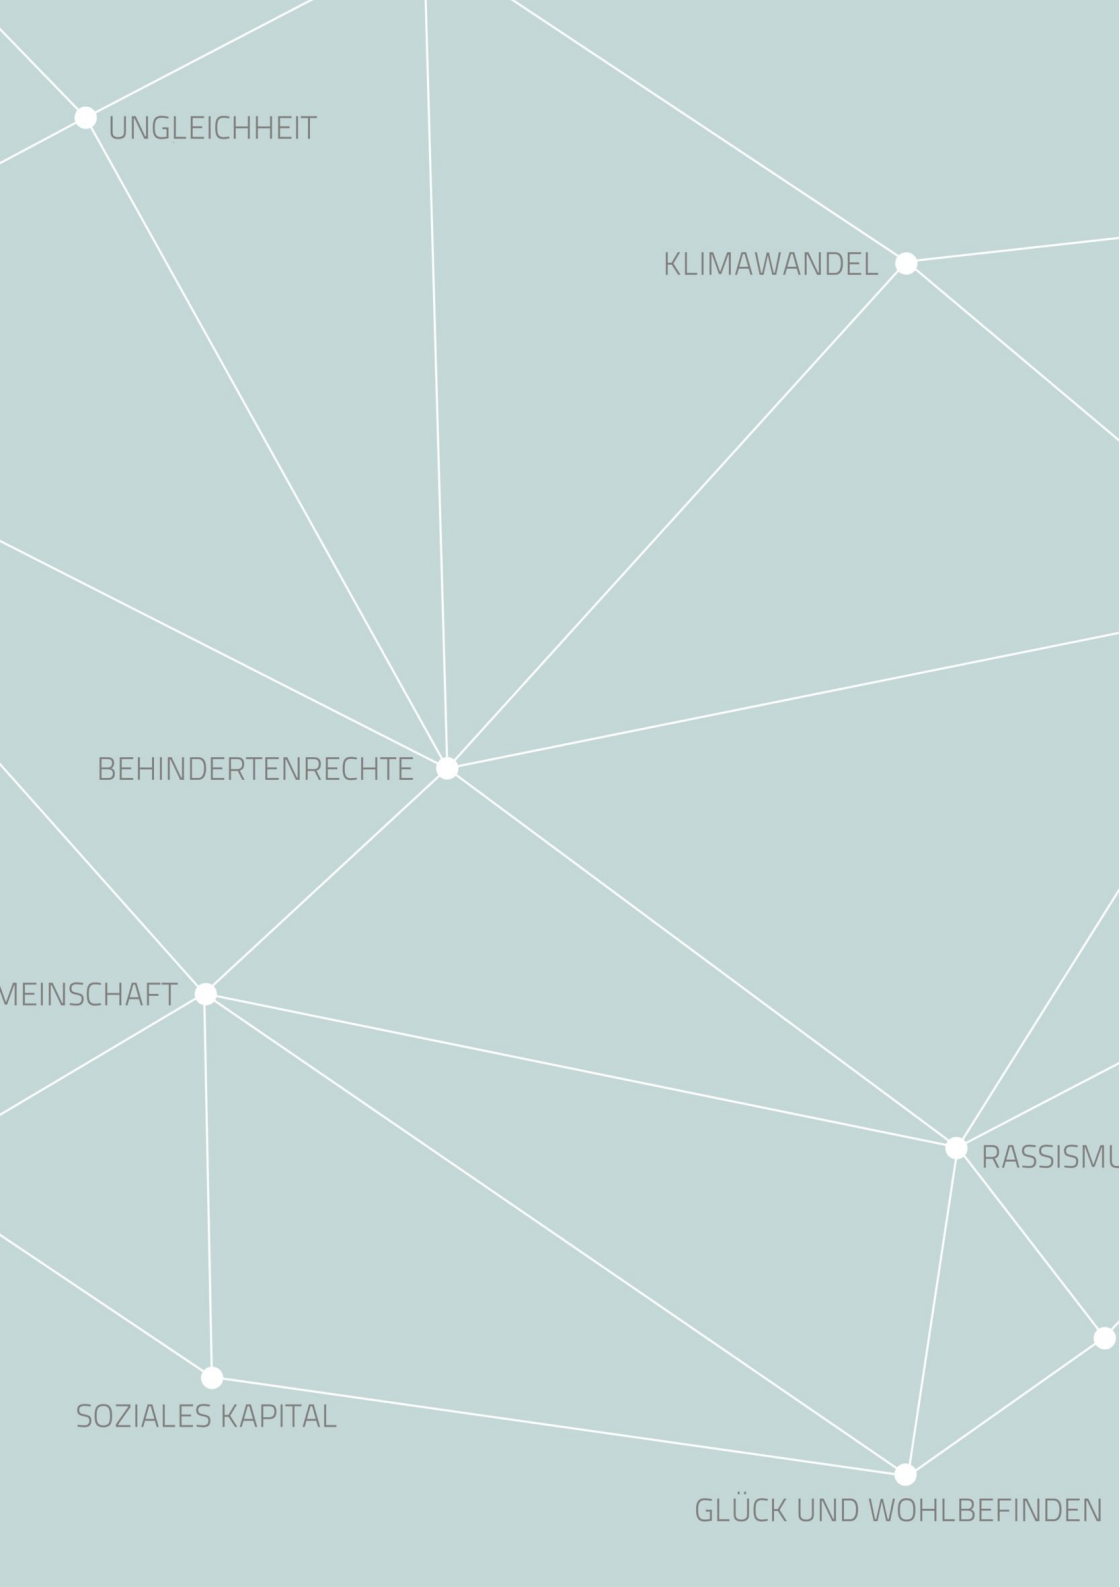 UNGLEICHHEIT
KLIMAWANDEL
BEHINDERTENRECHTE
MEINSCHAFT
RASSISMU
SOZIALES KAPITAL
GLÜCK UND WOHLBEFINDEN